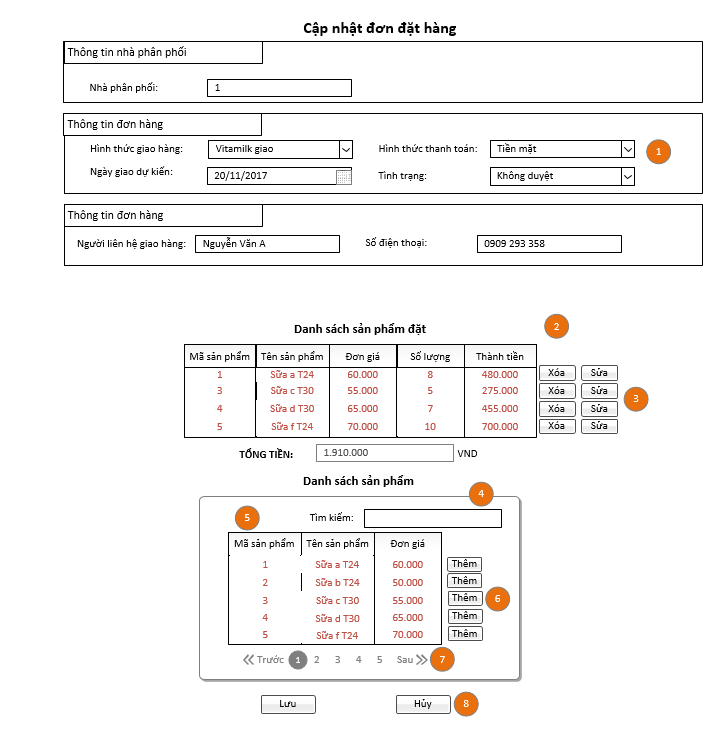 Cập nhật đơn đặt hàng
Thông tin nhà phân phối
Nhà phân phối: 1
Thông tin đơn hàng
Hình thức giao hàng: Vitamilk giao Hình thức thanh toán: Tiền mặt 1
Ngày giao dự kiến: 20/11/2017 Tình trạng: Không duyệt
Thông tin đơn hàng
Người liên hệ giao hàng: Nguyễn Văn A Số điện thoại: 0909 293 358
2
Danh sách sản phẩm đặt
Mã sản phẩm Tên sản phẩm Đơn giá Số lượng Thành tiền
1 Sữa a T24 60.000 8 480.000 Xóa Sửa
3 Sữa c T30 55.000 5 275.000 Xóa Sửa
3
4 Sữa d T30 65.000 7 455.000 Xóa Sửa
5 Sữa f T24 70.000 10 700.000 Xóa Sửa
TỔNG TIỀN: 1.910.000 VND
Danh sách sản phẩm
4
5 Tìm kiếm:
Mã sản phẩm Tên sản phẩm Đơn giá
1 Sữa a T24 60.000 Thêm
2 Sữa b T24 50.000 Thêm
3 Sữa c T30 55.000 Thêm 6
4 Sữa d T30 65.000 Thêm
5 Sữa f T24 70.000 Thêm
Trước 1 2 3 4 5 Sau 7
Lưu Hủy 8